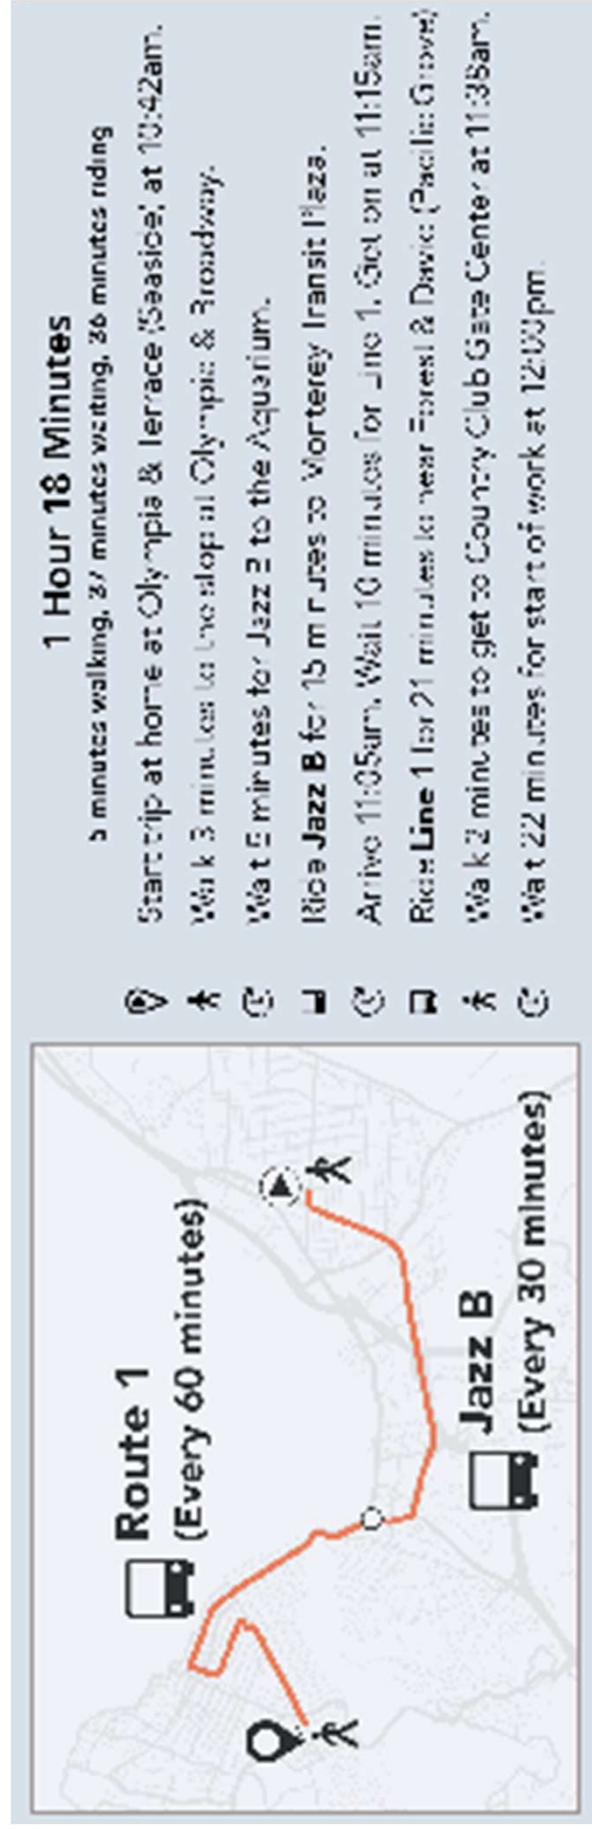 1 Hour 18 Minutes
5 minutes walking, 37 minutes waiting, 36 minutes riding
Start trip at home at Olympia & Terrace (Seaside) at 10:42am.
Walk 3 minutes to the stop at Olympia & Broadway.
Wait 5 minutes for Jazz B to the Aquarium.
Ride Jazz B for 15 minutes to Monterey Transit Plaza.
Arrive 11:05am. Wait 10 minutes for Line 1. Get on at 11:15am.
Ride Line 1 for 21 minutes to near Forest & David (Pacific Grove)
Walk 2 minutes to get to Country Club Gate Center at 11:38am.
Wait 22 minutes for start of work at 12:00pm.
Route 1
(Every 60 minutes)
Jazz B
(Every 30 minutes)